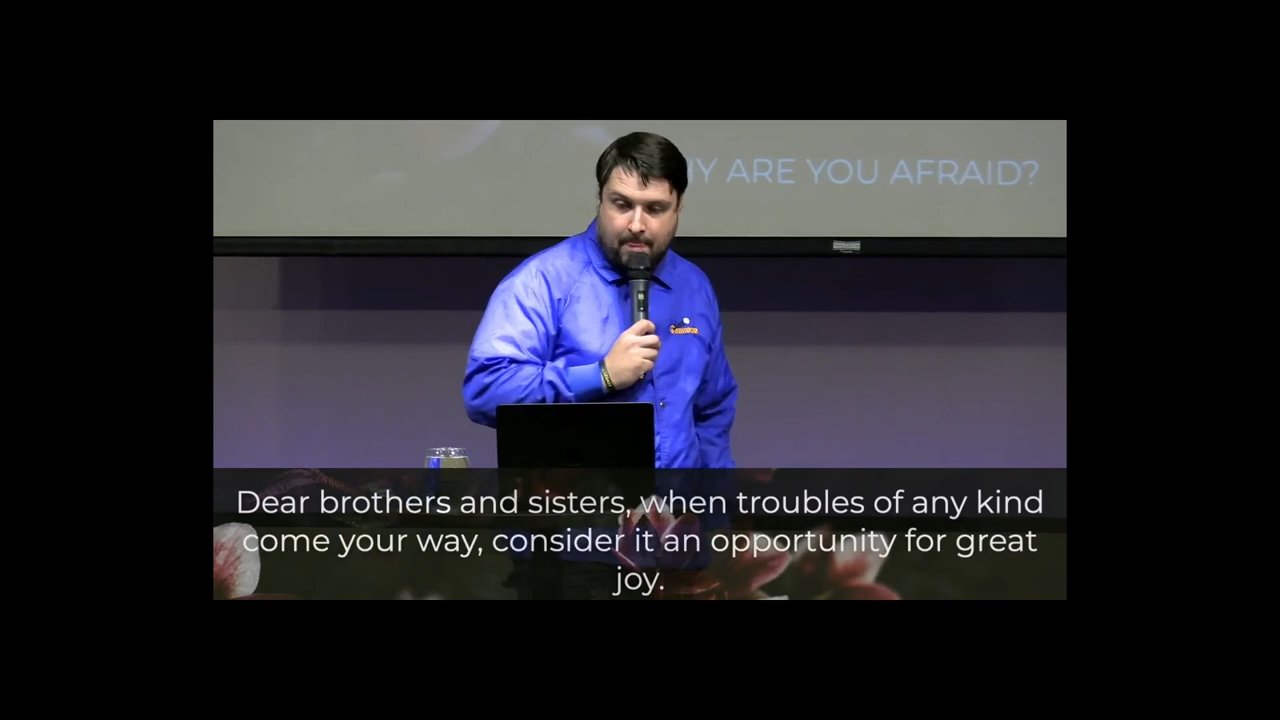 Y ARE YOU AFRAID?
Dear brothers and sisters, when troubles of any kind
come your way, consider it an opportunity for great
joy.